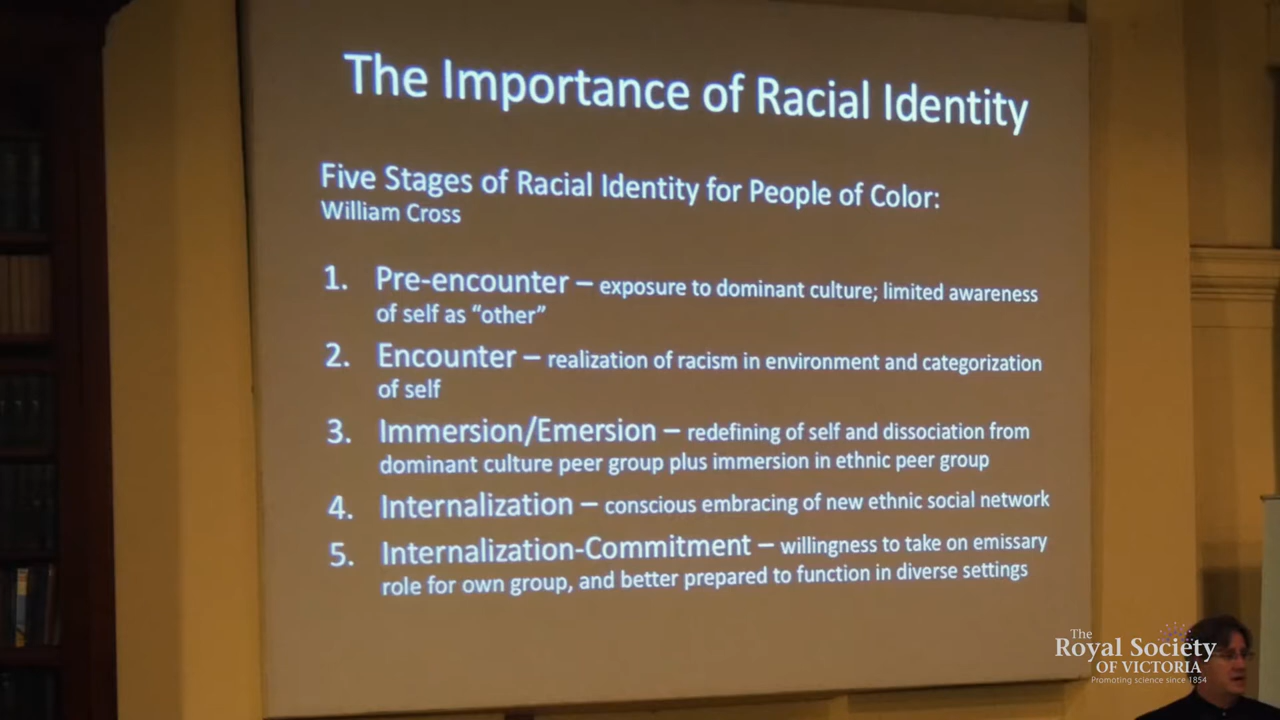 The Importance of Racial Identity
Five Stages of Racial Identity for People of Color:
William Cross
1. Pre-encounter – exposure to dominant culture; limited awareness
of self as “other”
2. Encounter – realization of racism in environment and categorization
of self
3. Immersion/Emersion – redefining of self and dissociation from
dominant culture peer group plus immersion in ethnic peer group
4. Internalization – conscious embracing of new ethnic social network
5. Internalization-Commitment – willingness to take on emissary
role for own group, and better prepared to function in diverse settings
The
Royal Society
OF VICTORIA
Promoting science since 1854